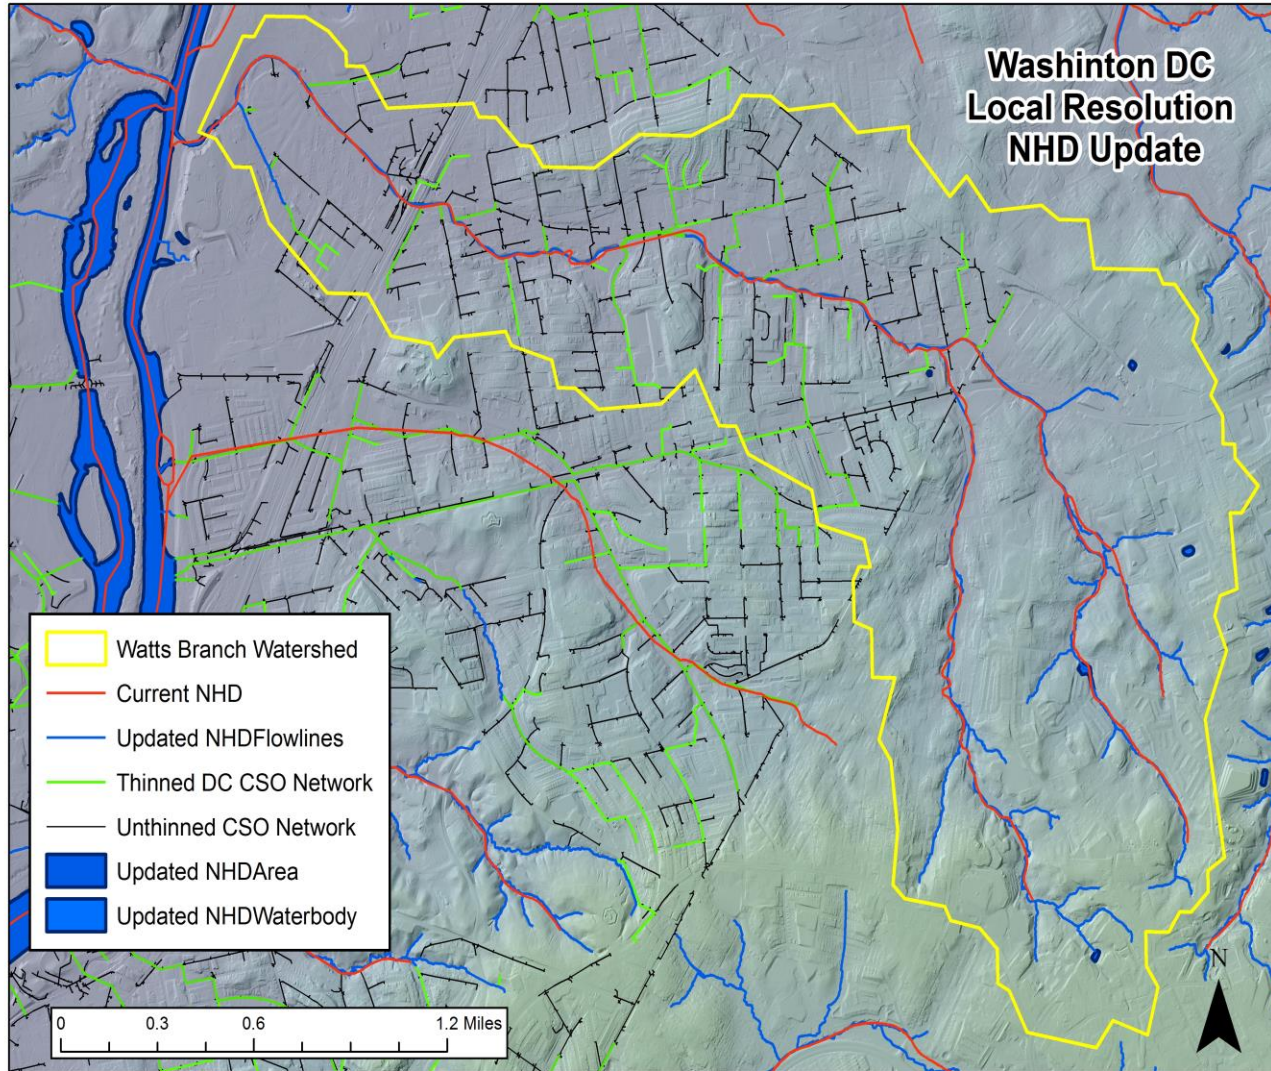 Washinton DC
Local Resolution
NHD Update
Watts Branch Watershed
Current NHD
Updated NHDFlowlines
Thinned DC CSO Network
Unthinned CSO Network
Updated NHDArea
Updated NHDWaterbody
0 0.3 0.6 1.2 Miles
N